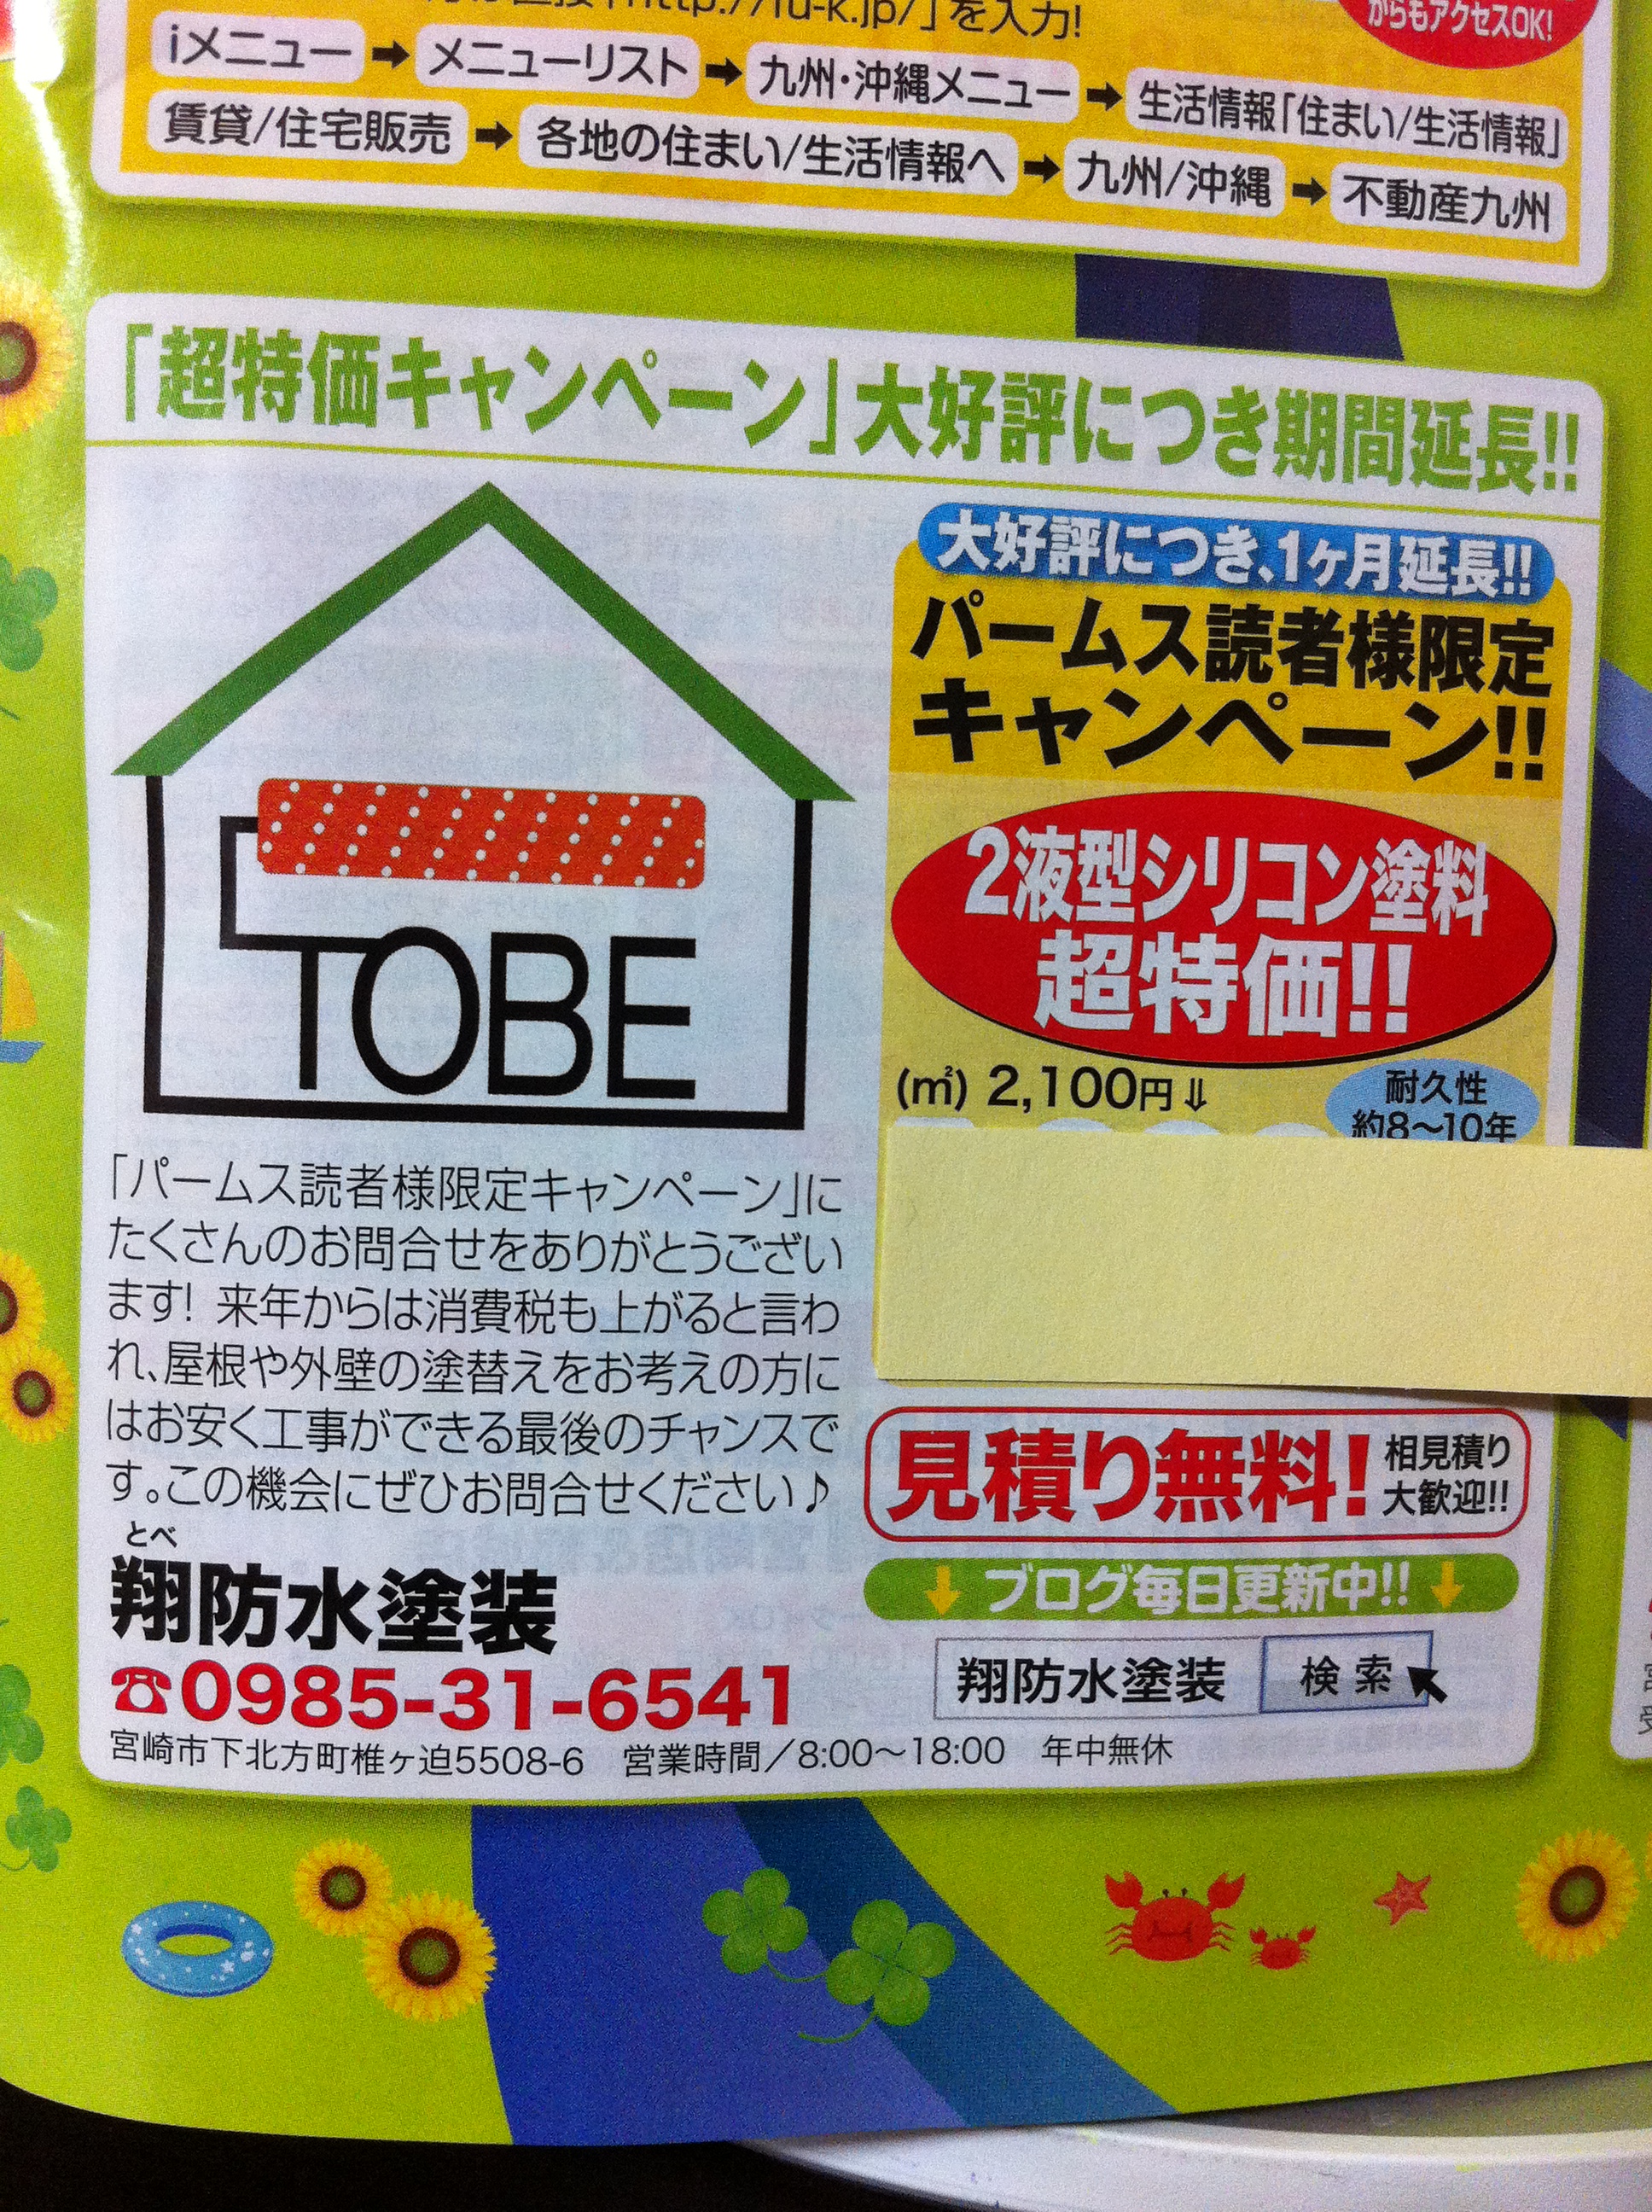 「http://fu-k.jp/」を入力!
からもアクセスOK!
iメニュー➡メニューリスト➡九州・沖縄メニュー➡生活情報「住まい/生活情報」
賃貸/住宅販売➡各地の住まい/生活情報へ➡九州/沖縄➡不動産九州
「超特価キャンペーン」大好評につき期間延長!!
大好評につき、1ヶ月延長!!
パームス読者様限定
キャンペーン!!
2液型シリコン塗料
超特価!!
(㎡) 2,100円⇓
耐久性
約8〜10年
TOBE
「パームス読者様限定キャンペーン」に
たくさんのお問合せをありがとうござい
ます! 来年からは消費税も上がると言わ
れ、屋根や外壁の塗替えをお考えの方に
はお安く工事ができる最後のチャンスで
す。この機会にぜひお問合せください♪
見積り無料!
相見積り
大歓迎!!
とべ
翔防水塗装
☎0985-31-6541
↓ ブログ毎日更新中!! ↓
翔防水塗装 検索
宮崎市下北方町椎ヶ迫5508-6 営業時間／8:00〜18:00 年中無休